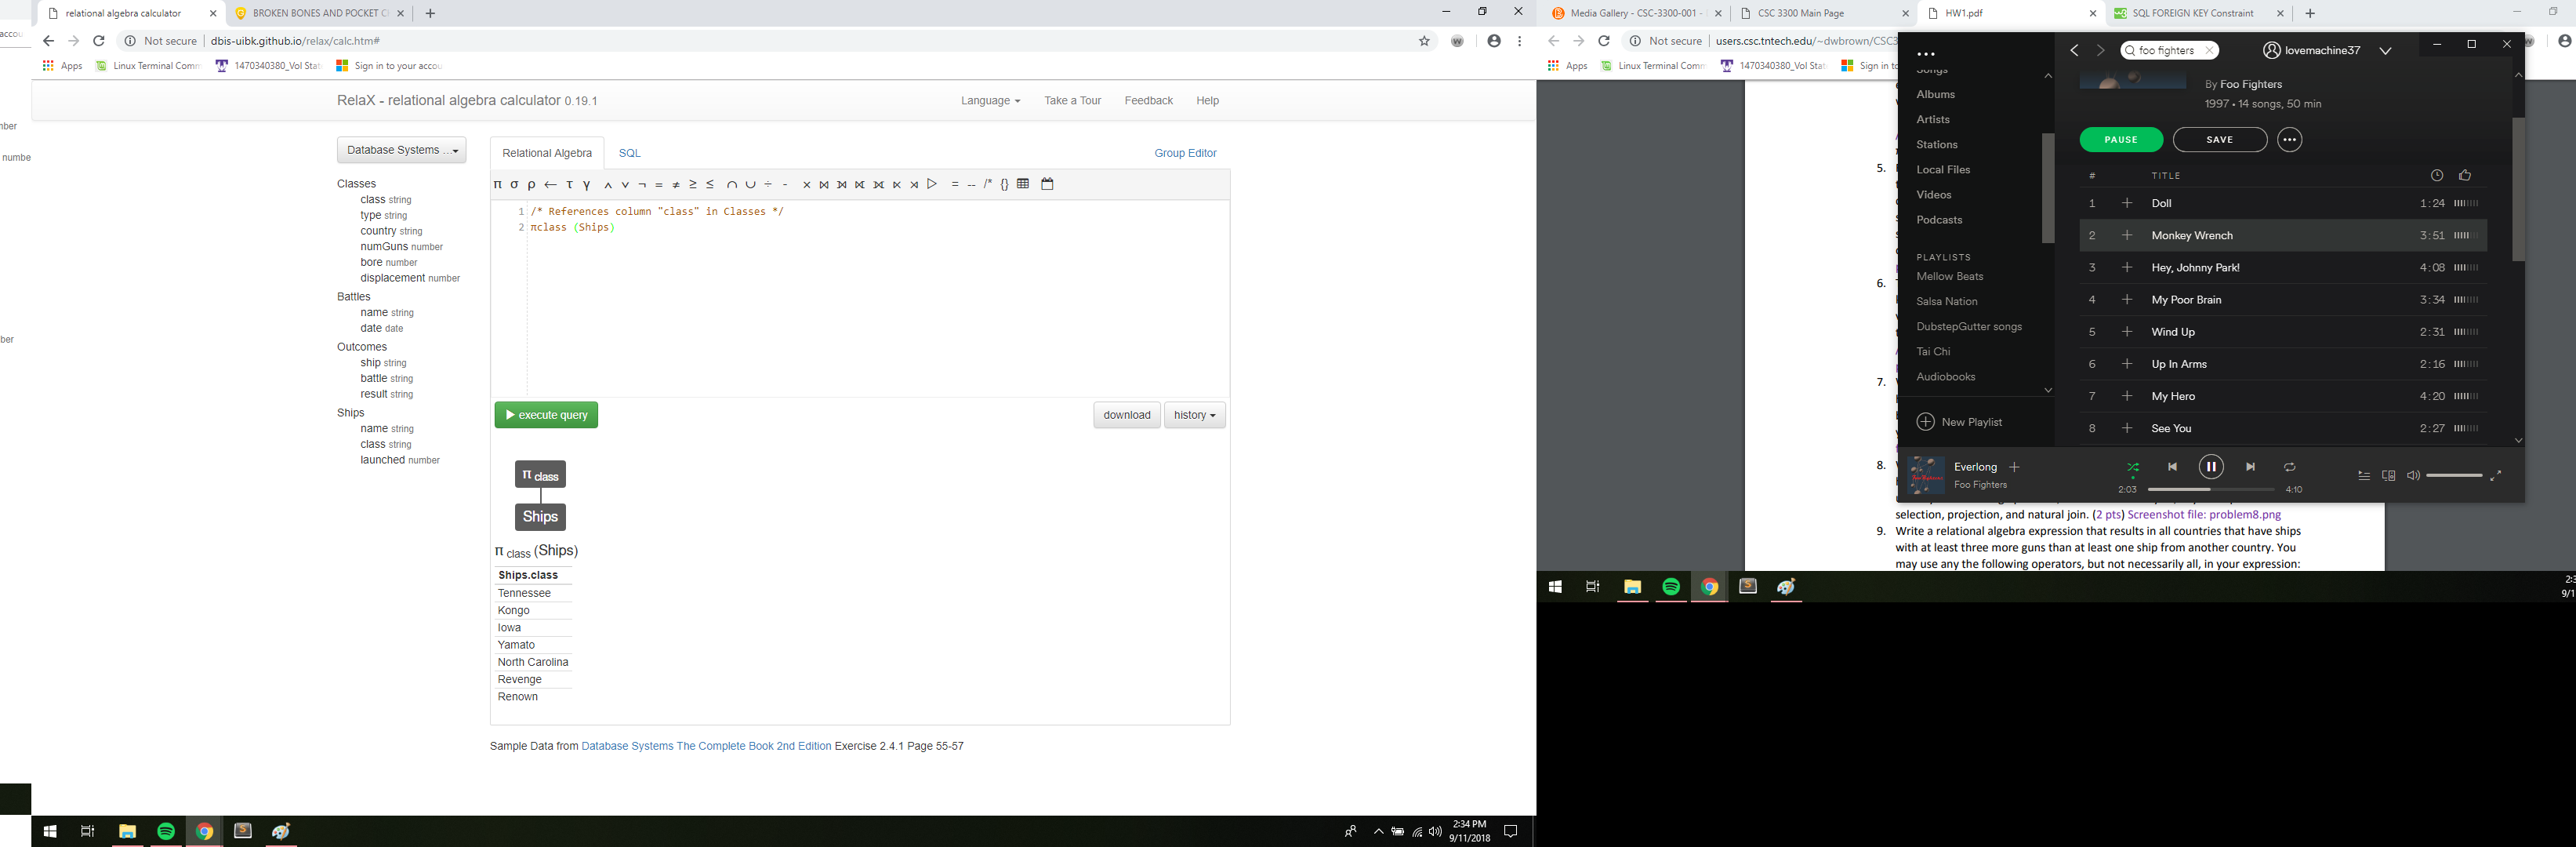 relational algebra calculator
BROKEN BONES AND POCKET C
Not secure | dbis-uibk.github.io/relax/calc.htm#
Apps
Linux Terminal Comm
1470340380_Vol Stat
Sign in to your accou
accou
mber
numbe
ber
RelaX - relational algebra calculator 0.19.1
Language
Take a Tour
Feedback
Help
Database Systems ...
Classes
class string
type string
country string
numGuns number
bore number
displacement number
Battles
name string
date date
Outcomes
ship string
battle string
result string
Ships
name string
class string
launched number
Relational Algebra
SQL
Group Editor
π σ ρ ← τ γ ∧ ∨ ¬ = ≠ ≥ ≤ ∩ ∪ ÷ - ⨯ ⨝ ⟕ ⟖ ⟗ ⋉ ⋊ ▷ = -- /* {}
1 /* References column "class" in Classes */
2 πclass (Ships)
execute query
download
history
π class
Ships
π class (Ships)
Ships.class
Tennessee
Kongo
Iowa
Yamato
North Carolina
Revenge
Renown
Sample Data from Database Systems The Complete Book 2nd Edition Exercise 2.4.1 Page 55-57
2:34 PM
9/11/2018
Media Gallery - CSC-3300-001 -
CSC 3300 Main Page
HW1.pdf
SQL FOREIGN KEY Constraint
Not secure | users.csc.tntech.edu/~dwbrown/CSC3
Apps
Linux Terminal Comm
1470340380_Vol Stat
Sign in to
5.
6.
7.
8.
selection, projection, and natural join. (2 pts) Screenshot file: problem8.png
9. Write a relational algebra expression that results in all countries that have ships
with at least three more guns than at least one ship from another country. You
may use any of the following operators, but not necessarily all, in your expression:
foo fighters
lovemachine37
Songs
Albums
Artists
Stations
Local Files
Videos
Podcasts
PLAYLISTS
Mellow Beats
Salsa Nation
DubstepGutter songs
Tai Chi
Audiobooks
New Playlist
By Foo Fighters
1997 • 14 songs, 50 min
PAUSE
SAVE
# TITLE
1 Doll 1:24
2 Monkey Wrench 3:51
3 Hey, Johnny Park! 4:08
4 My Poor Brain 3:34
5 Wind Up 2:31
6 Up In Arms 2:16
7 My Hero 4:20
8 See You 2:27
Everlong
Foo Fighters
2:03
4:10
2:3
9/1